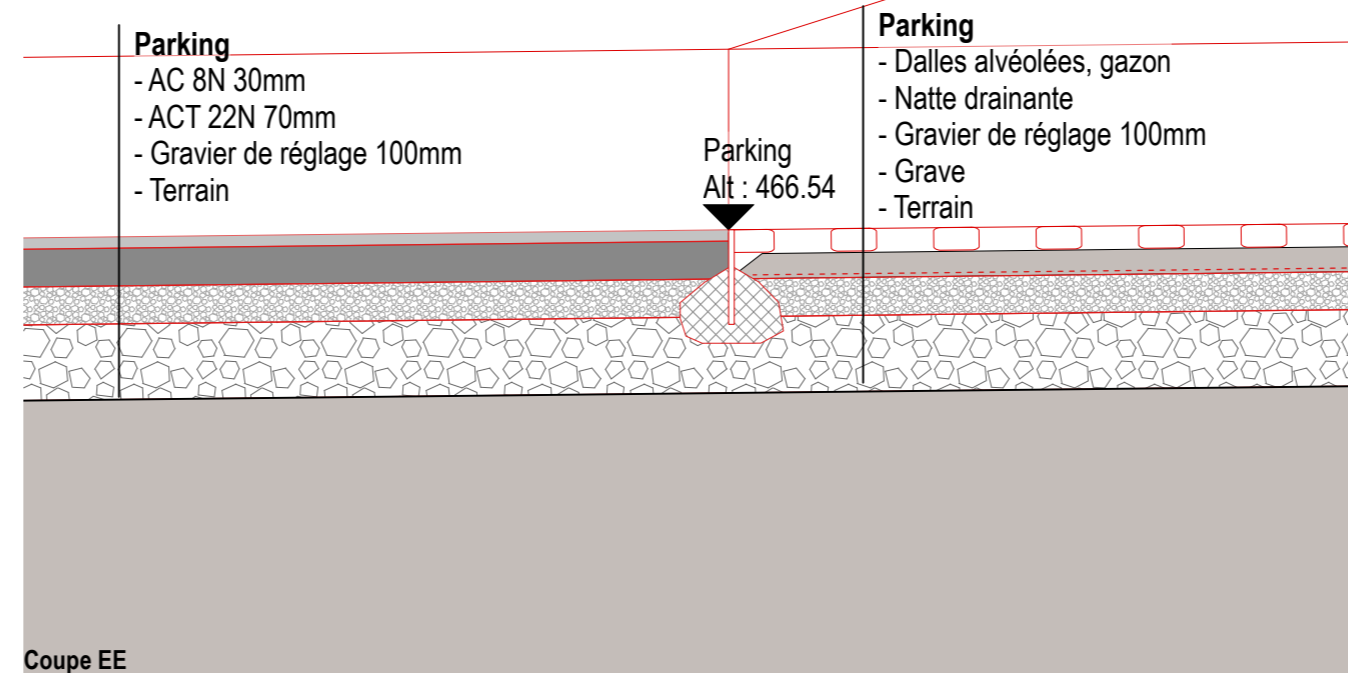 Parking
- AC 8N 30mm
- ACT 22N 70mm
- Gravier de réglage 100mm
- Terrain
Parking
Alt : 466.54
Parking
- Dalles alvéolées, gazon
- Natte drainante
- Gravier de réglage 100mm
- Grave
- Terrain
Coupe EE